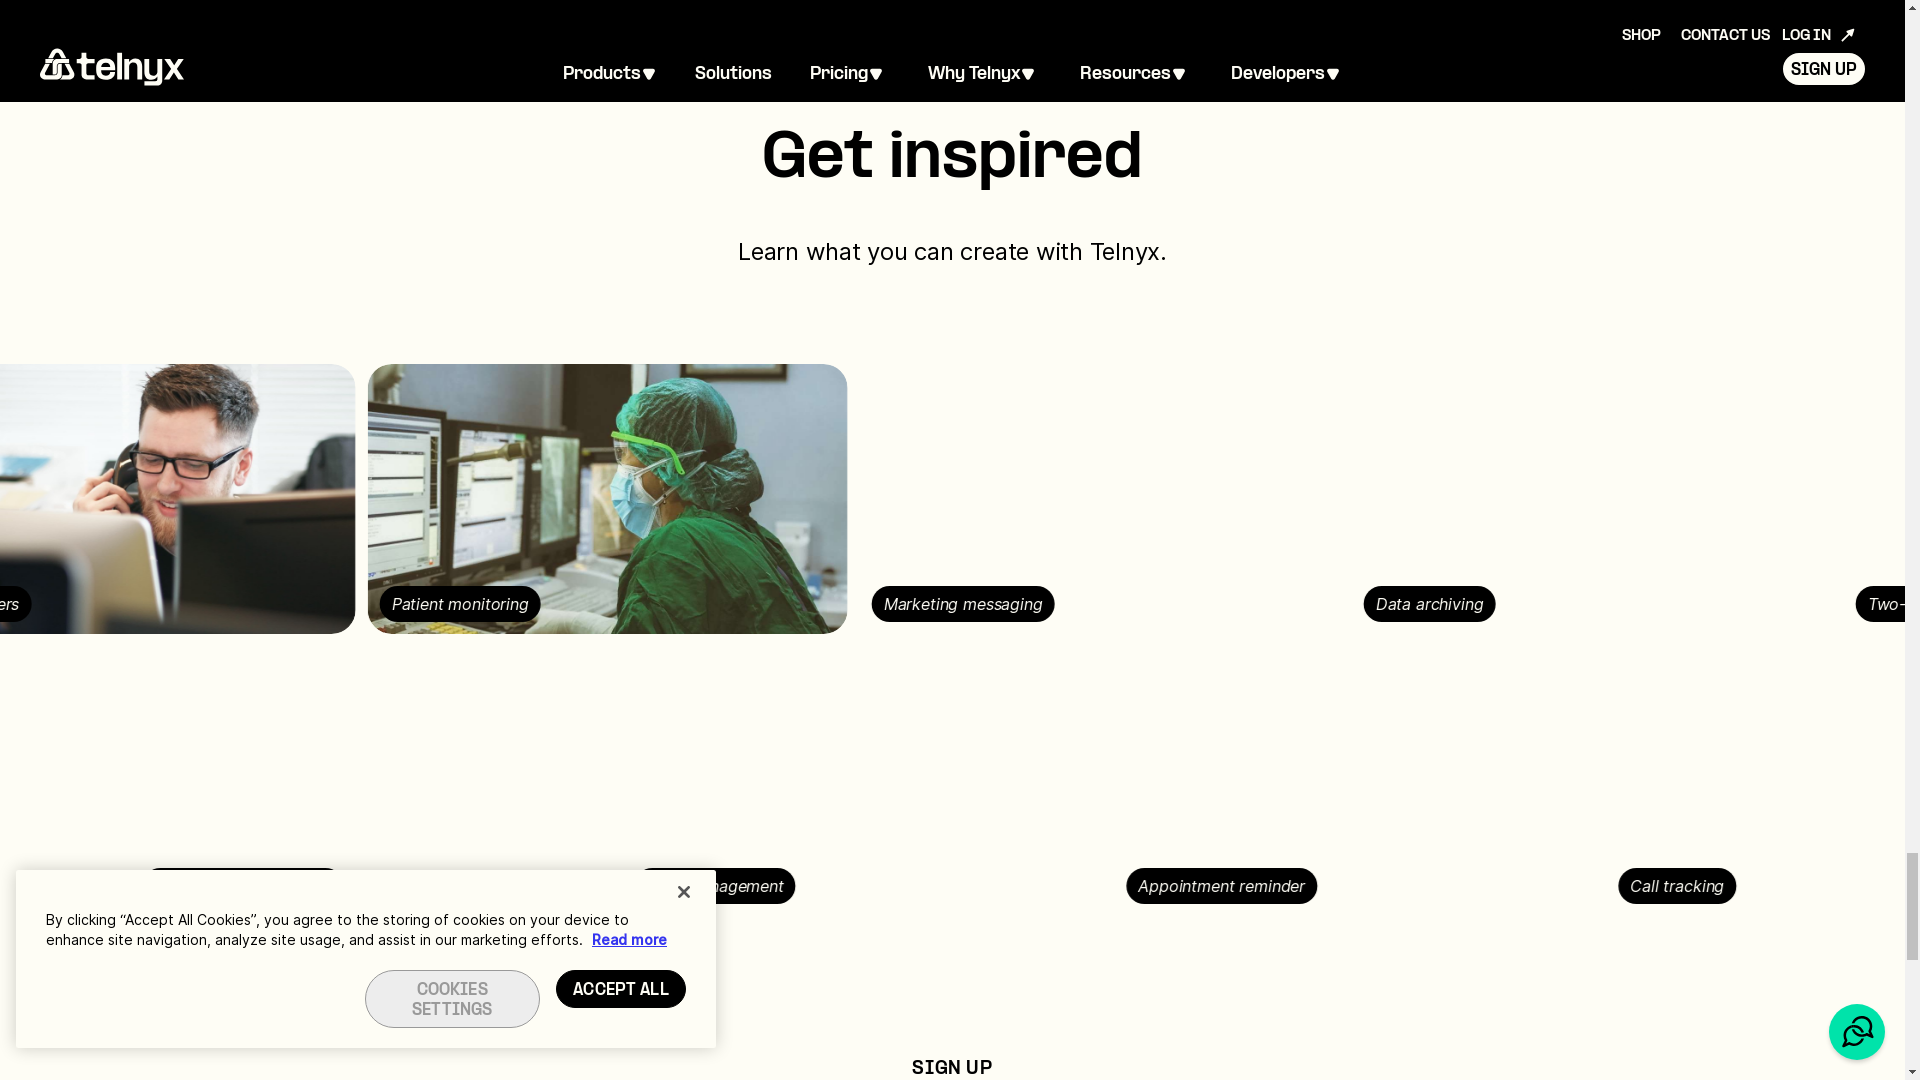 SHOP CONTACT US LOG IN
telnyx Products Solutions Pricing Why Telnyx Resources Developers SIGN UP
Get inspired
Learn what you can create with Telnyx.
Patient monitoring Marketing messaging Data archiving Two-
Appointment reminder Call tracking
By clicking “Accept All Cookies”, you agree to the storing of cookies on your device to
enhance site navigation, analyze site usage, and assist in our marketing efforts. Read more
COOKIES
SETTINGS
ACCEPT ALL
SIGN UP